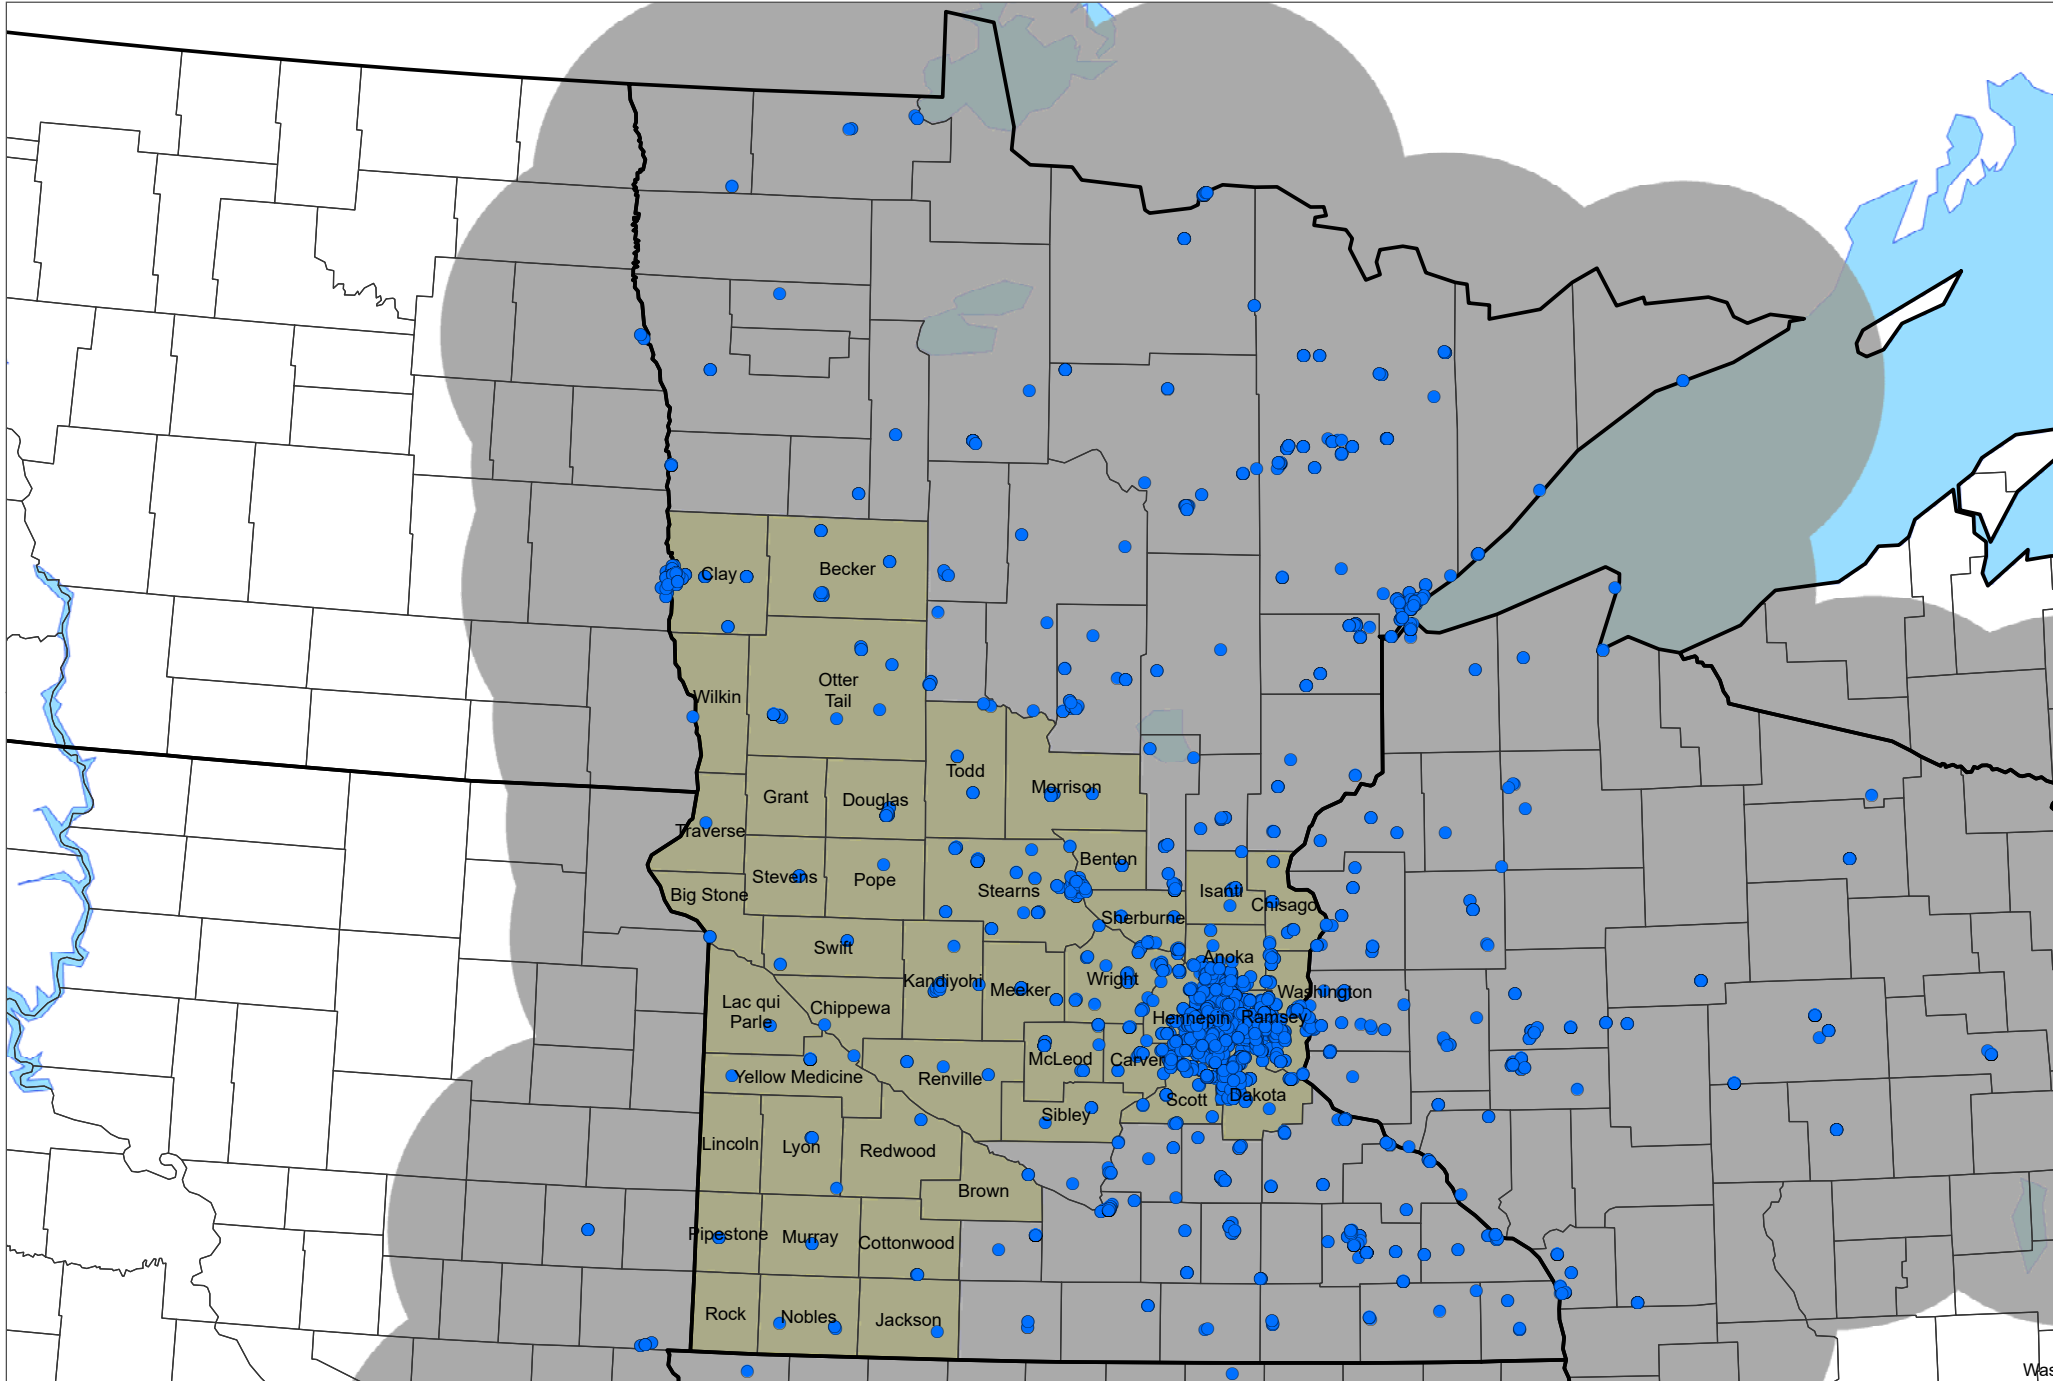 Clay
Becker
Otter
Tail
Wilkin
Todd
Morrison
Grant
Douglas
Traverse
Benton
Stevens
Pope
Stearns
Isanti
Big Stone
Chisago
Sherburne
Swift
Anoka
Kandiyohi
Wright
Meeker
Washington
Lac qui
Parle
Chippewa
Hennepin
Ramsey
McLeod
Carver
Yellow Medicine
Renville
Scott
Dakota
Sibley
Lincoln
Lyon
Redwood
Brown
Pipestone
Murray
Cottonwood
Rock
Nobles
Jackson
Was